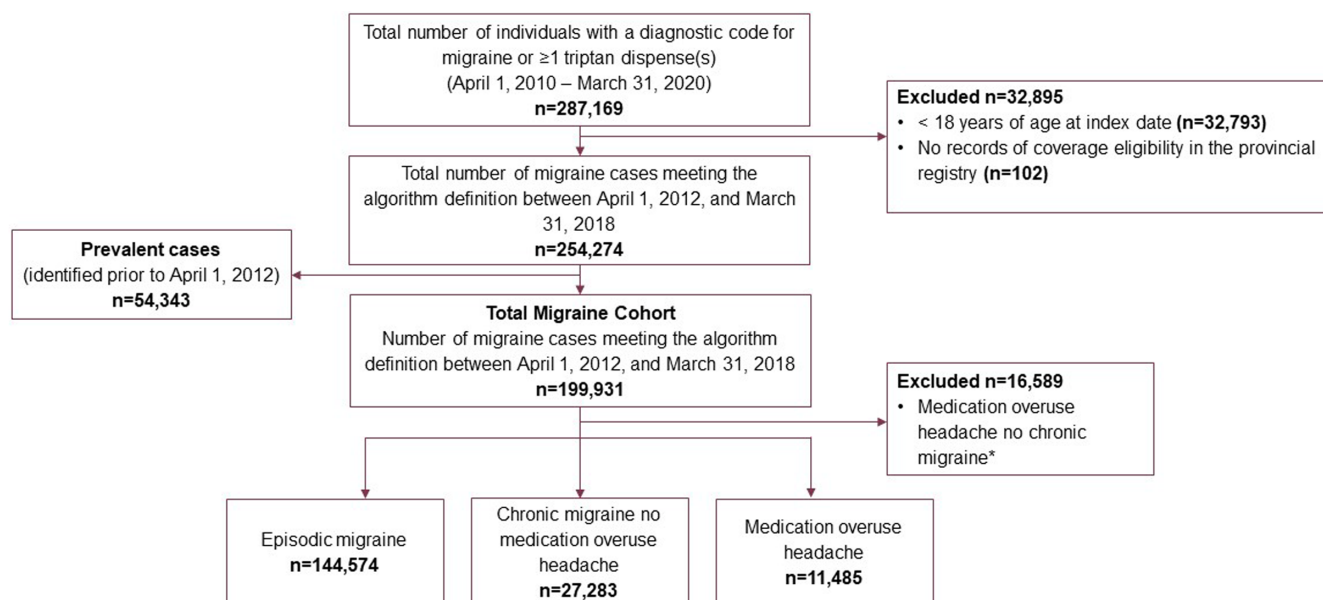 Total number of individuals with a diagnostic code for
migraine or ≥1 triptan dispense(s)
(April 1, 2010 – March 31, 2020)
n=287,169
Excluded n=32,895
• < 18 years of age at index date (n=32,793)
• No records of coverage eligibility in the provincial
registry (n=102)
Total number of migraine cases meeting the
algorithm definition between April 1, 2012, and March
31, 2018
n=254,274
Prevalent cases
(identified prior to April 1, 2012)
n=54,343
Total Migraine Cohort
Number of migraine cases meeting the algorithm
definition between April 1, 2012, and March 31, 2018
n=199,931
Excluded n=16,589
• Medication overuse
headache no chronic
migraine*
Episodic migraine
n=144,574
Chronic migraine no
medication overuse
headache
n=27,283
Medication overuse
headache
n=11,485